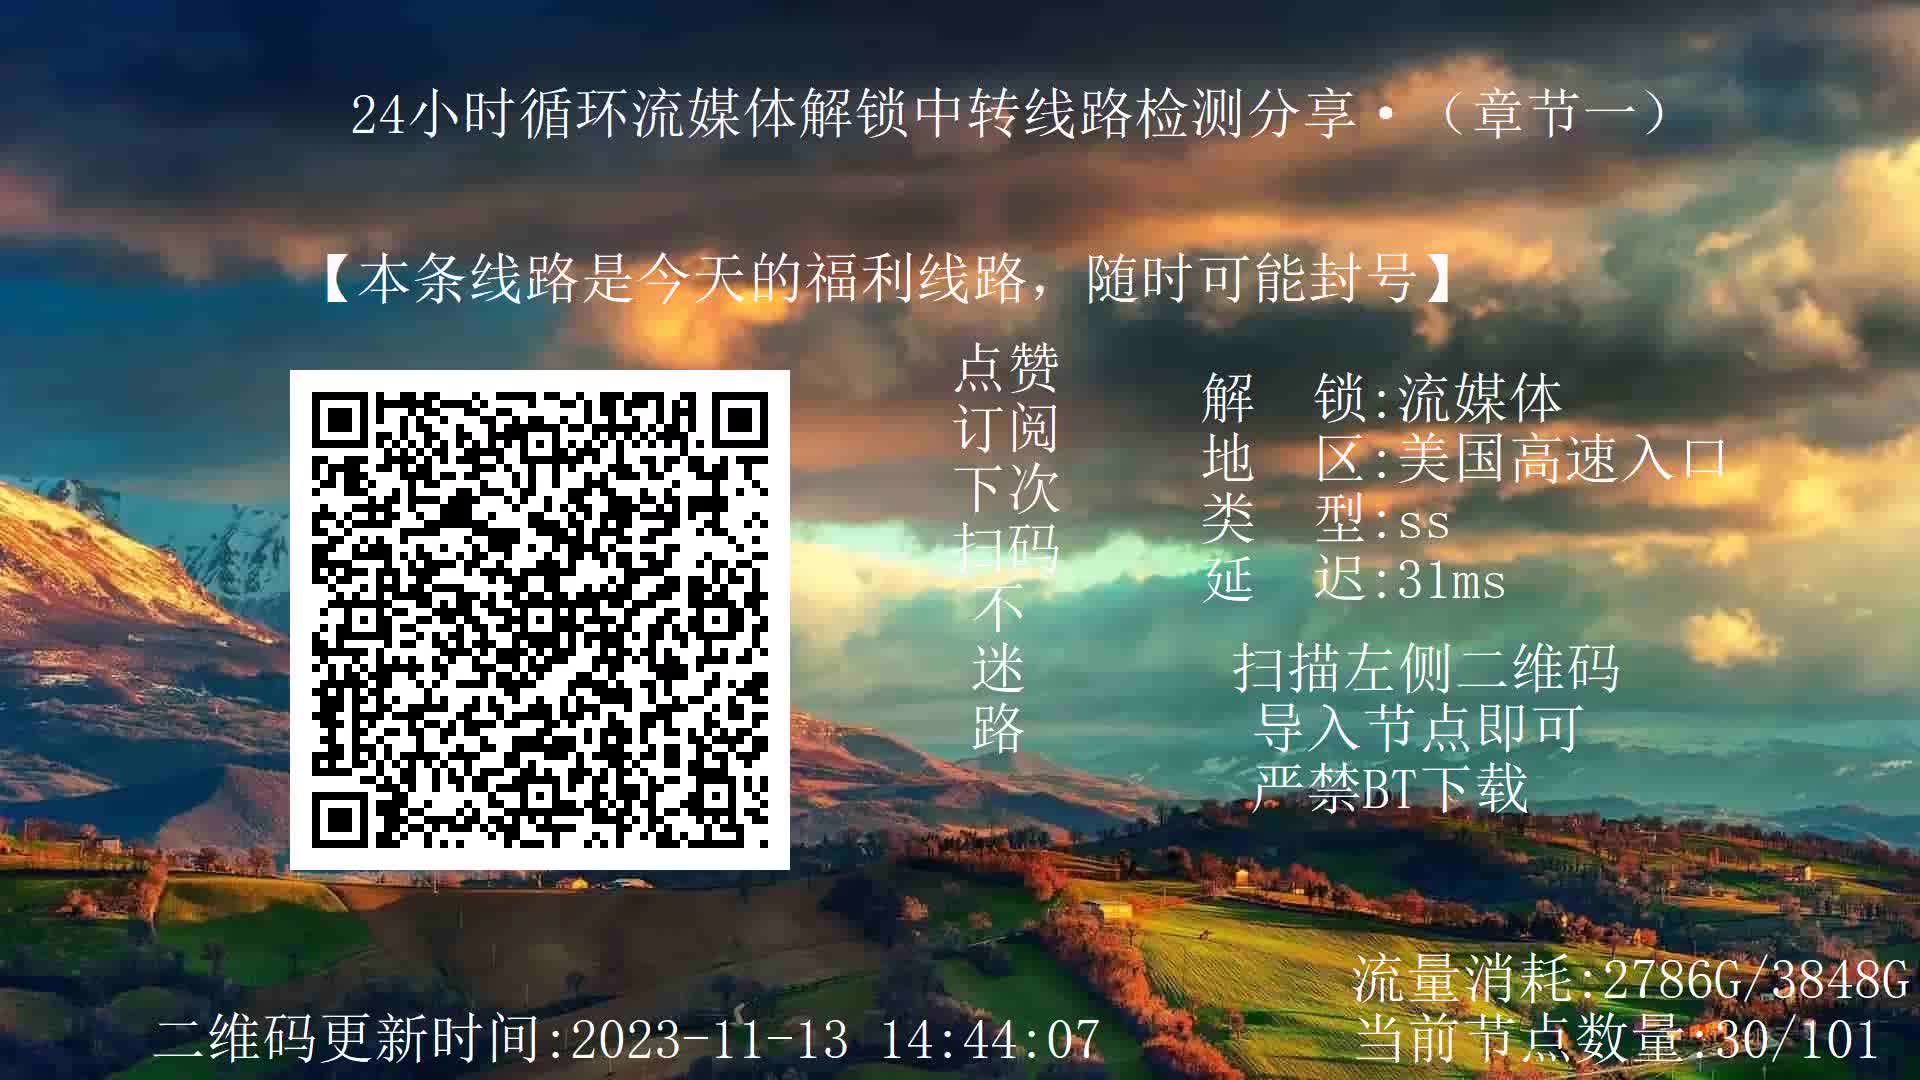 24小时循环流媒体解锁中转线路检测分享·（章节一）
【本条线路是今天的福利线路，随时可能封号】
点赞
订阅
下次
扫码
不
迷
路
解 锁:流媒体
地 区:美国高速入口
类 型:ss
延 迟:31ms
扫描左侧二维码
导入节点即可
严禁BT下载
流量消耗:2786G/3848G
二维码更新时间:2023-11-13 14:44:07
当前节点数量:30/101